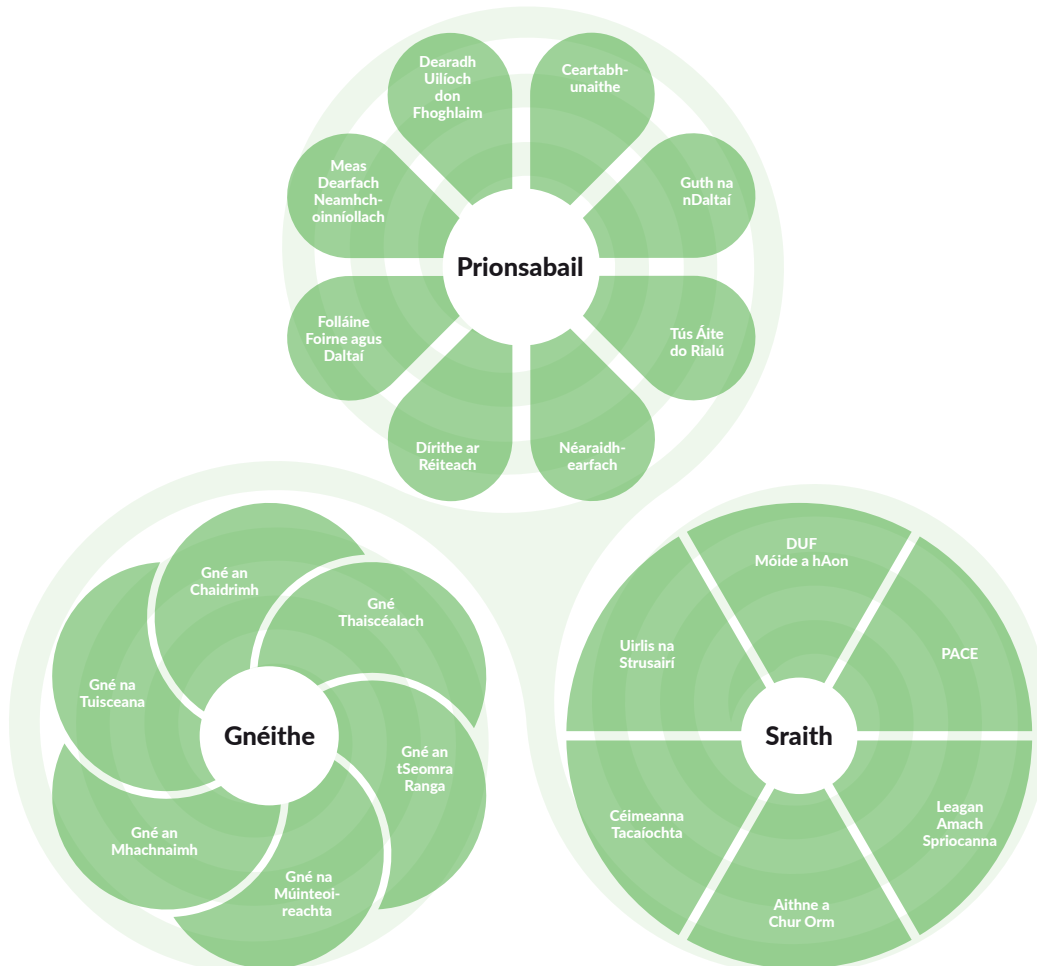 Dearadh
Uilíoch
don
Fhoghlaim
Ceartabh-
unaithe
Meas
Dearfach
Neamhch-
oinníollach
Guth na
nDaltaí
Prionsabail
Folláine
Foirne agus
Daltaí
Tús Áite
do Rialú
Dírithe ar
Réiteach
Néaraidh-
earfach
Gné an
Chaidrimh
Gné
Thaiscéalach
Gné na
Tuisceana
Gnéithe
Gné an
tSeomra
Ranga
Gné an
Mhachnaimh
Gné na
Múinteoi-
reachta
DUF
Móide a hAon
Uirlis na
Strusairí
PACE
Sraith
Céimeanna
Tacaíochta
Leagan
Amach
Spriocanna
Aithne a
Chur Orm